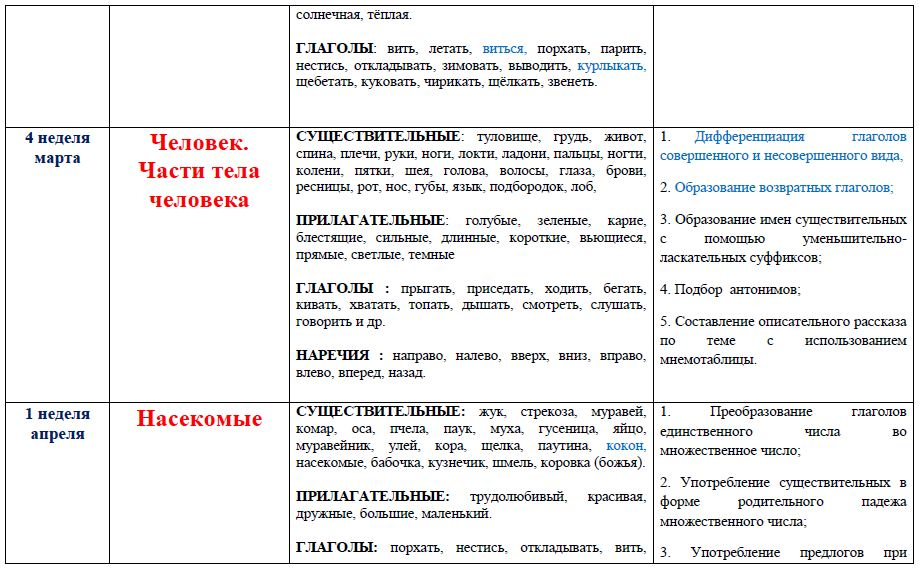 солнечная, тёплая.
ГЛАГОЛЫ: вить, летать, виться, порхать, парить,
нестись, откладывать, зимовать, выводить, курлыкать,
щебетать, куковать, чирикать, щёлкать, звенеть.
4 неделя
марта
Человек.
Части тела
человека
СУЩЕСТВИТЕЛЬНЫЕ: туловище, грудь, живот,
спина, плечи, руки, ноги, локти, ладони, пальцы, ногти,
колени, пятки, шея, голова, волосы, глаза, брови,
ресницы, рот, нос, губы, язык, подбородок, лоб,
ПРИЛАГАТЕЛЬНЫЕ: голубые, зеленые, карие,
блестящие, сильные, длинные, короткие, вьющиеся,
прямые, светлые, темные
ГЛАГОЛЫ : прыгать, приседать, ходить, бегать,
кивать, хватать, топать, дышать, смотреть, слушать,
говорить и др.
НАРЕЧИЯ : направо, налево, вверх, вниз, вправо,
влево, вперед, назад.
1. Дифференциация глаголов
совершенного и несовершенного вида,
2. Образование возвратных глаголов;
3. Образование имен существительных
с помощью уменьшительно-
ласкательных суффиксов;
4. Подбор антонимов;
5. Составление описательного рассказа
по теме с использованием
мнемотаблицы.
1 неделя
апреля
Насекомые
СУЩЕСТВИТЕЛЬНЫЕ: жук, стрекоза, муравей,
комар, оса, пчела, паук, муха, гусеница, яйцо,
муравейник, улей, кора, щелка, паутина, кокон,
насекомые, бабочка, кузнечик, шмель, коровка (божья).
ПРИЛАГАТЕЛЬНЫЕ: трудолюбивый, красивая,
дружные, большие, маленький.
ГЛАГОЛЫ: порхать, нестись, откладывать, вить,
1. Преобразование глаголов
единственного числа во
множественное число;
2. Употребление существительных в
форме родительного падежа
множественного числа;
3. Употребление предлогов при